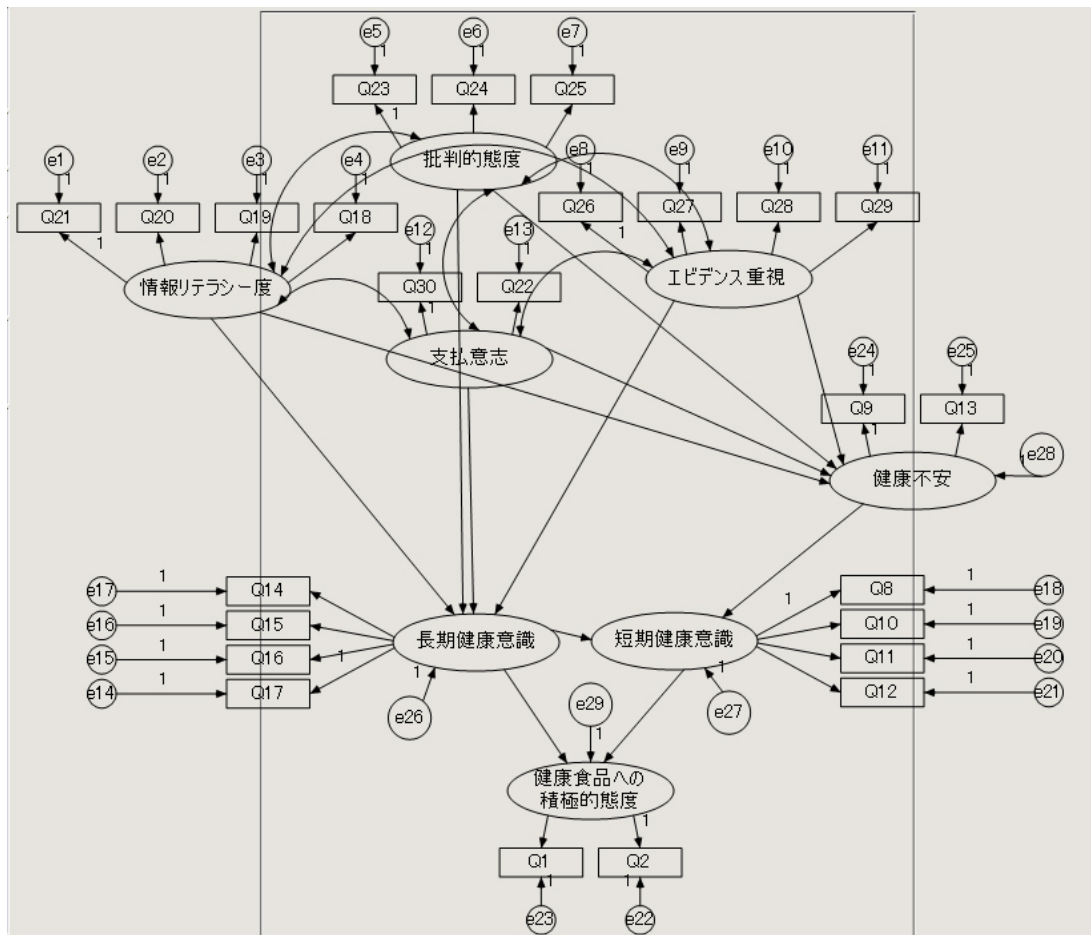 e5
e6
e7
1
1
1
Q23
Q24
Q25
1
批判的態度
e1
e2
e3
e4
1
1
1
1
Q21
Q20
Q19
Q18
1
情報リテラシー度
e8
e9
e10
e11
1
1
1
1
Q26
Q27
Q28
Q29
1
エビデンス重視
e12
e13
1
1
Q30
Q22
1
支払意志
e24
e25
1
1
Q9
Q13
1
健康不安
1
e28
e17
1
Q14
e16
1
Q15
e15
1
Q16
1
e14
1
Q17
長期健康意識
1
e26
短期健康意識
1
e27
1
Q8
1
e18
Q10
1
e19
Q11
1
e20
Q12
1
e21
e29
1
健康食品への
積極的態度
1
Q1
Q2
1
1
e23
e22